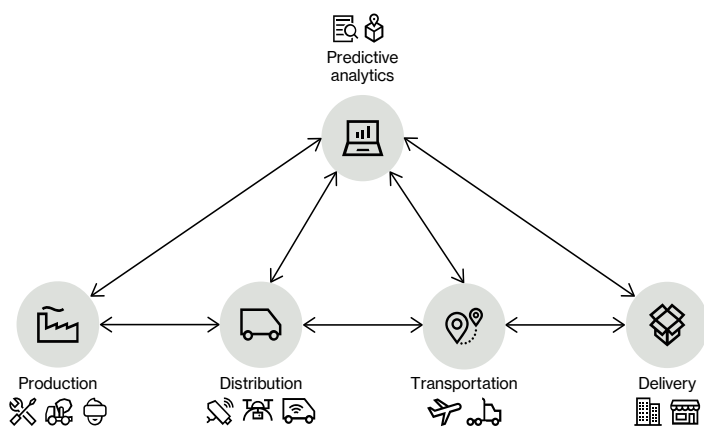 Predictive
analytics
Production
Distribution
Transportation
Delivery